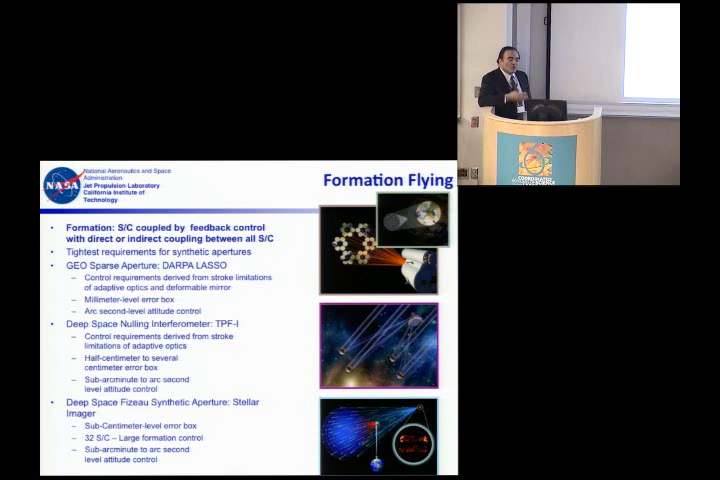 National Aeronautics and Space
Administration
Jet Propulsion Laboratory
California Institute of
Technology
NASA
Formation Flying
• Formation: S/C coupled by feedback control
with direct or indirect coupling between all S/C
• Tightest requirements for synthetic apertures
• GEO Sparse Aperture: DARPA LASSO
– Control requirements derived from stroke limitations
of adaptive optics and deformable mirror
– Millimeter-level error box
– Arc second-level attitude control
• Deep Space Nulling Interferometer: TPF-I
– Control requirements derived from stroke
limitations of adaptive optics
– Half-centimeter to several
centimeter error box
– Sub-arcminute to arc second
level attitude control
• Deep Space Fizeau Synthetic Aperture: Stellar
Imager
– Sub-Centimeter-level error box
– 32 S/C – Large formation control
– Sub-arcminute to arc second
level attitude control
COORDINATED
SCIENCE